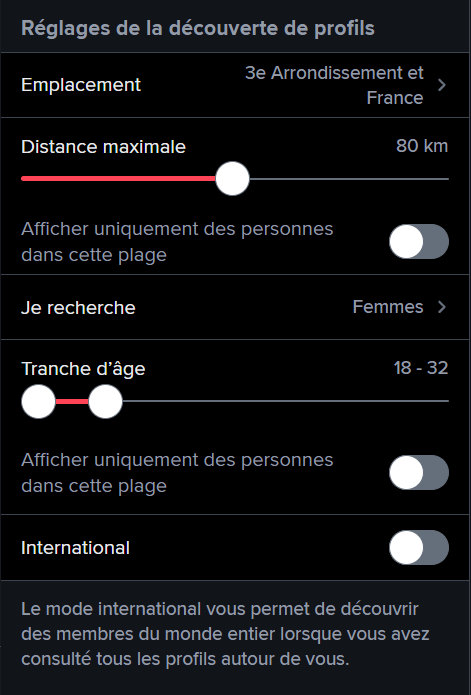 Réglages de la découverte de profils
Emplacement
3e Arrondissement et
France
Distance maximale
80 km
Afficher uniquement des personnes
dans cette plage
Je recherche
Femmes
Tranche d’âge
18 - 32
Afficher uniquement des personnes
dans cette plage
International
Le mode international vous permet de découvrir
des membres du monde entier lorsque vous avez
consulté tous les profils autour de vous.